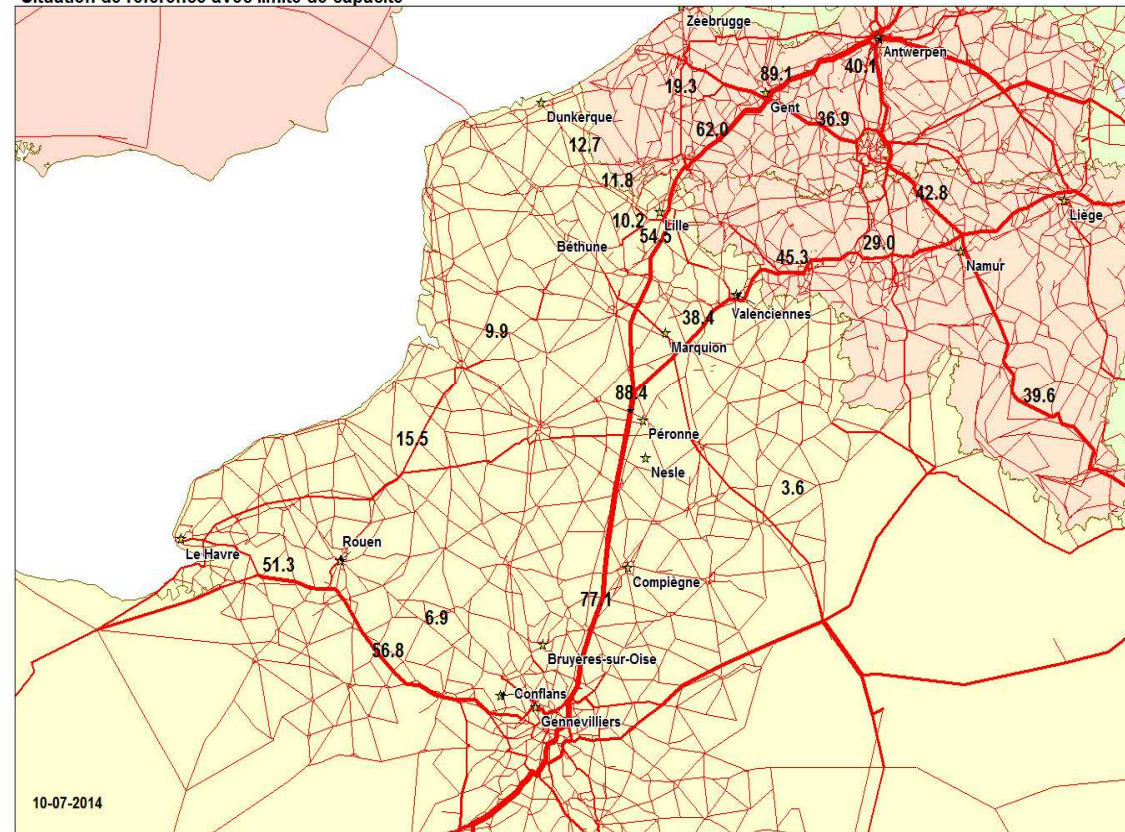 Situation de référence avec limite de capacité
Zeebrugge
Antwerpen
40.1
89.1
19.3
Gent
Dunkerque
36.9
62.0
12.7
11.8
42.8
10.2
Lille
Liège
54.5
Béthune
29.0
45.3
Namur
Valenciennes
38.4
9.9
Marquion
88.4
39.6
Péronne
15.5
Nesle
3.6
Le Havre
Rouen
51.3
Compiègne
77.1
6.9
56.8
Bruyères-sur-Oise
Conflans
Gennevilliers
10-07-2014